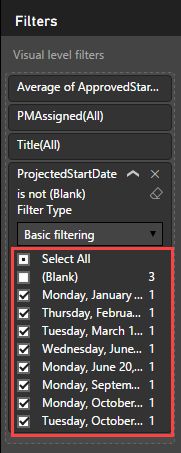 Filters
Visual level filters
Average of ApprovedStar...
PMAssigned(All)
Title(All)
ProjectedStartDate
is not (Blank)
Filter Type
Basic filtering
Select All
(Blank) 3
Monday, January ... 1
Thursday, Februa... 1
Tuesday, March 1... 1
Wednesday, June... 1
Monday, June 20,... 1
Monday, Septem... 1
Monday, October... 1
Tuesday, October... 1